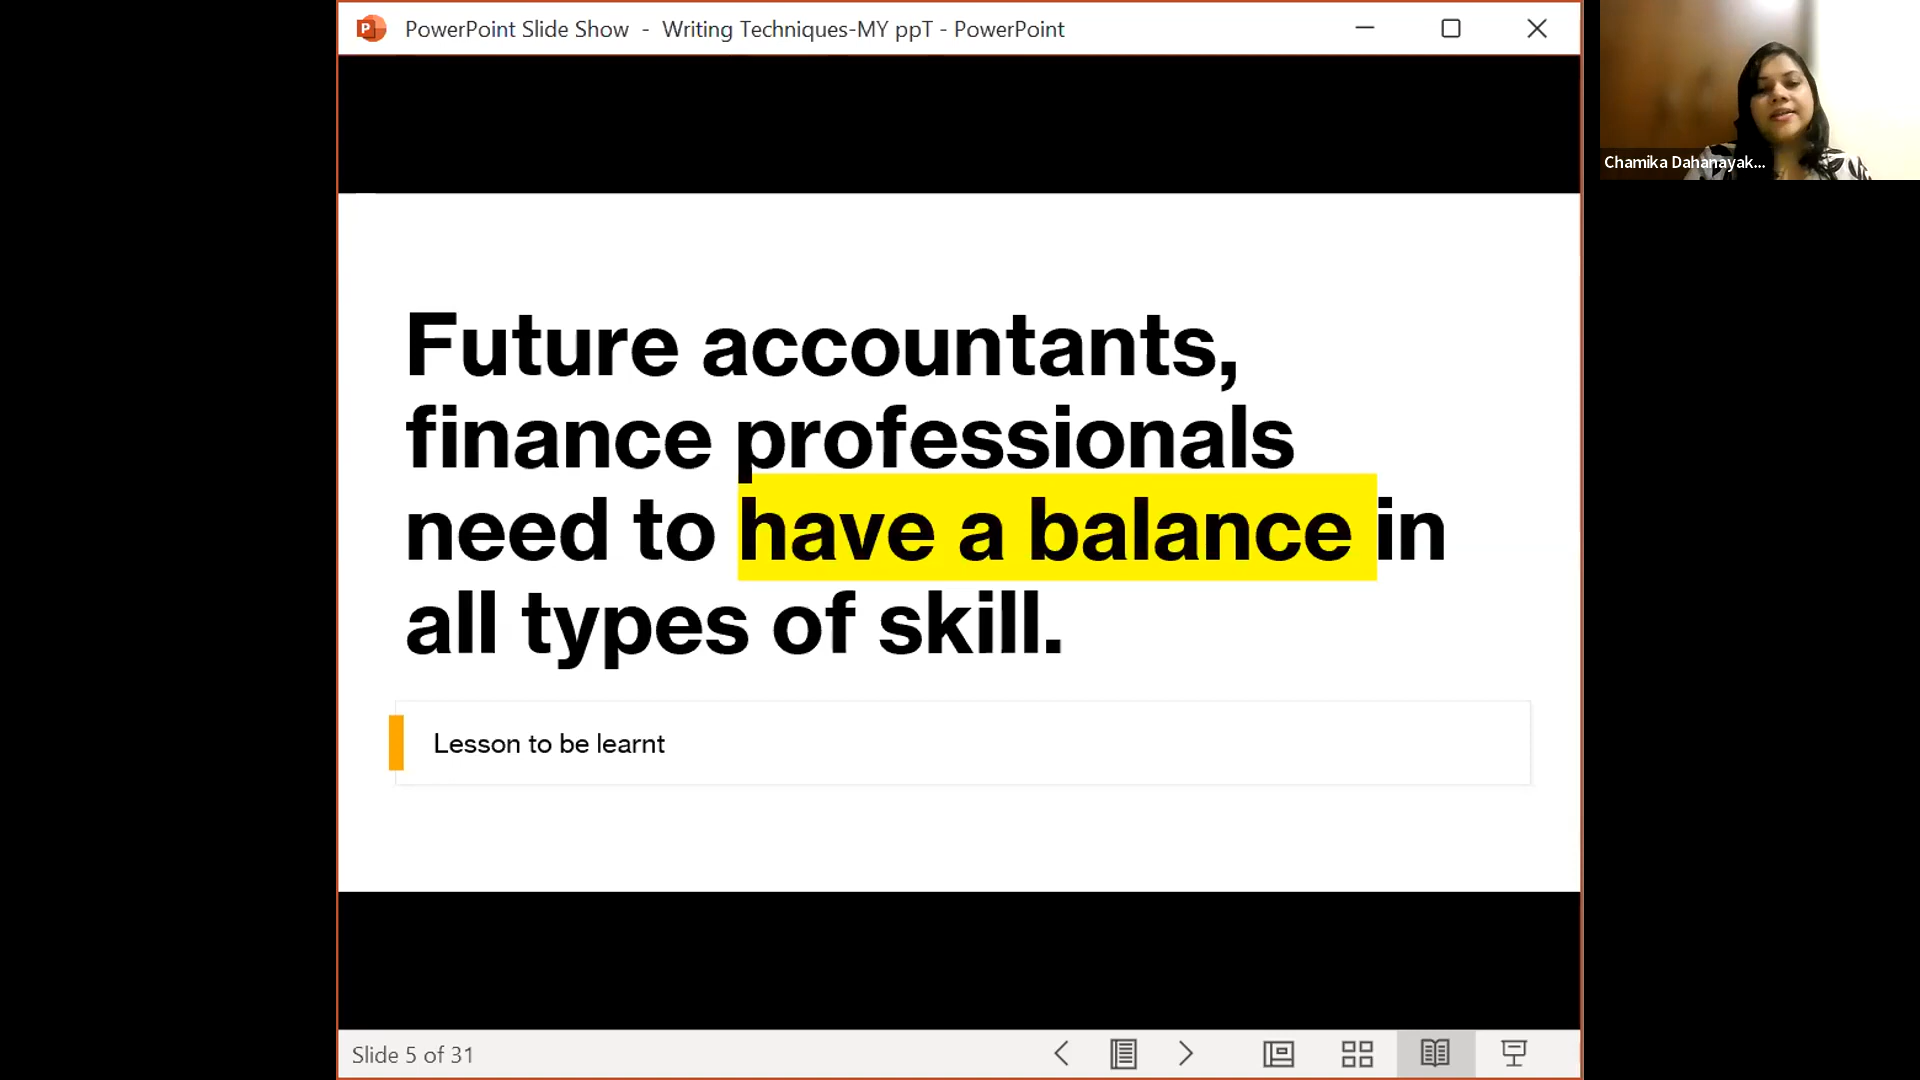 PowerPoint Slide Show - Writing Techniques-MY ppT - PowerPoint
Chamika Dahanayak...
Future accountants,
finance professionals
need to have a balance in
all types of skill.
Lesson to be learnt
Slide 5 of 31